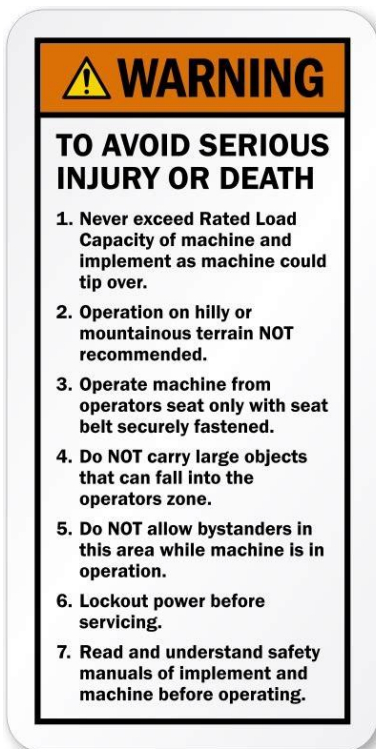 WARNING
TO AVOID SERIOUS
INJURY OR DEATH
1. Never exceed Rated Load
Capacity of machine and
implement as machine could
tip over.
2. Operation on hilly or
mountainous terrain NOT
recommended.
3. Operate machine from
operators seat only with seat
belt securely fastened.
4. Do NOT carry large objects
that can fall into the
operators zone.
5. Do NOT allow bystanders in
this area while machine is in
operation.
6. Lockout power before
servicing.
7. Read and understand safety
manuals of implement and
machine before operating.